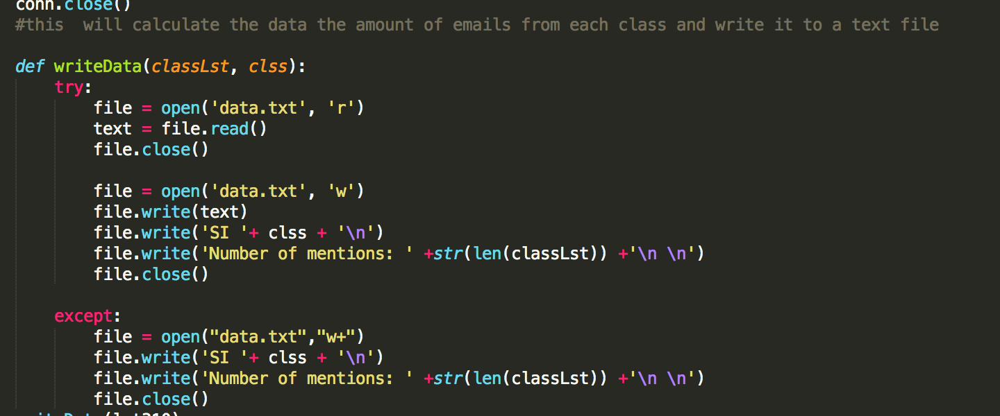 conn.close()
#this  will calculate the data the amount of emails from each class and write it to a text file
def writeData(classLst, clss):
    try:
        file = open('data.txt', 'r')
        text = file.read()
        file.close()
        file = open('data.txt', 'w')
        file.write(text)
        file.write('SI '+ clss + '\n')
        file.write('Number of mentions: ' +str(len(classLst)) +'\n \n')
        file.close()
    except:
        file = open("data.txt","w+")
        file.write('SI '+ clss + '\n')
        file.write('Number of mentions: ' +str(len(classLst)) +'\n \n')
        file.close()